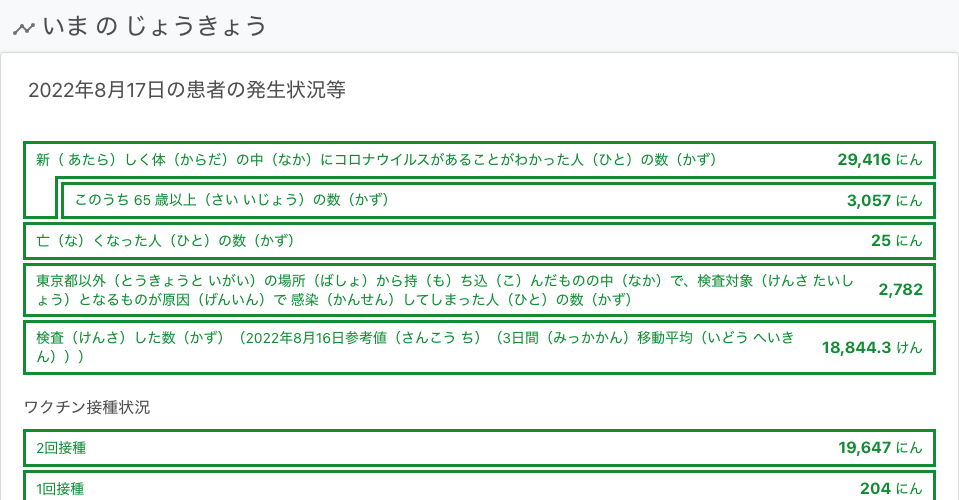 いま の じょうきょう
2022年8月17日の患者の発生状況等
新（ あたら）しく体（からだ）の中（なか）にコロナウイルスがあることがわかった人（ひと）の数（かず）
29,416 にん
このうち 65 歳以上（さい いじょう）の数（かず）
3,057 にん
亡（な）くなった人（ひと）の数（かず）
25 にん
東京都以外（とうきょうと いがい）の場所（ばしょ）から持（も）ち込（こ）んだものの中（なか）で、検査対象（けんさ たいし
ょう）となるものが原因（げんいん）で 感染（かんせん）してしまった人（ひと）の数（かず）
2,782
検査（けんさ）した数（かず）（2022年8月16日参考値（さんこう ち）（3日間（みっかかん）移動平均（いどう へいき
ん）））
18,844.3 けん
ワクチン接種状況
2回接種
19,647 にん
1回接種
204 にん